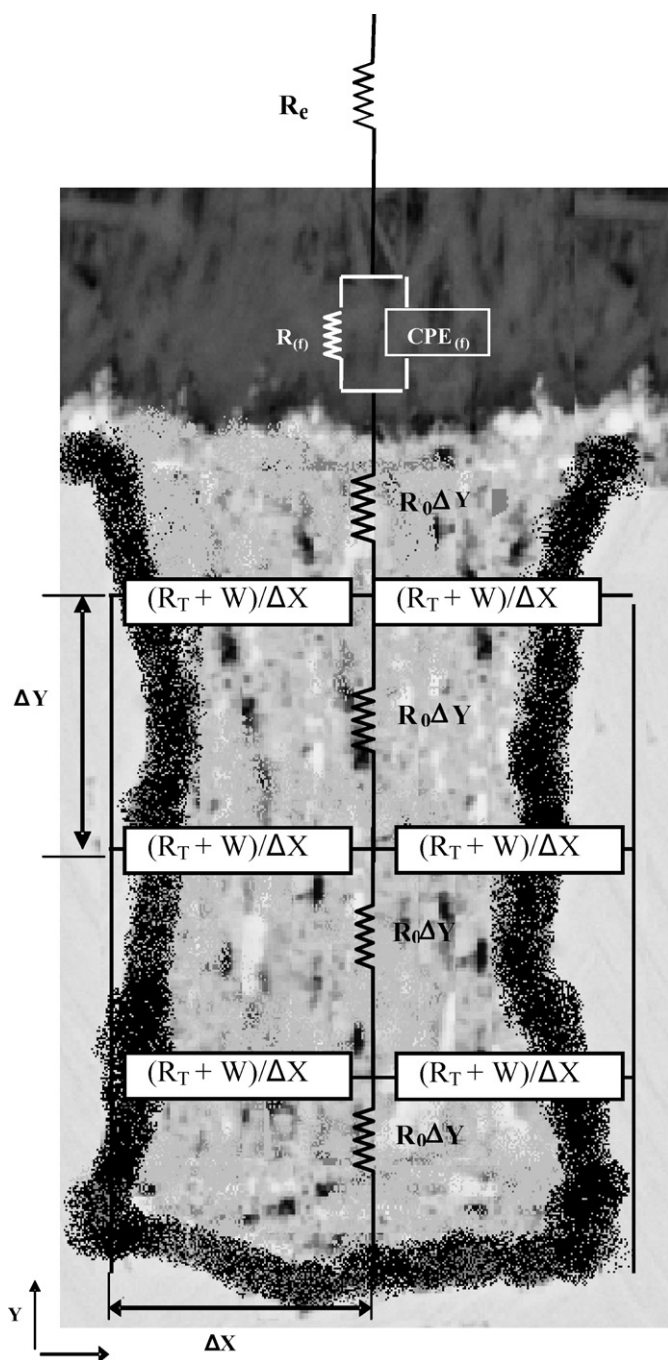 Re
R(f) CPE(f)
R0ΔY
(RT + W)/ΔX (RT + W)/ΔX
ΔY
R0ΔY
(RT + W)/ΔX (RT + W)/ΔX
R0ΔY
(RT + W)/ΔX (RT + W)/ΔX
R0ΔY
Y
ΔX